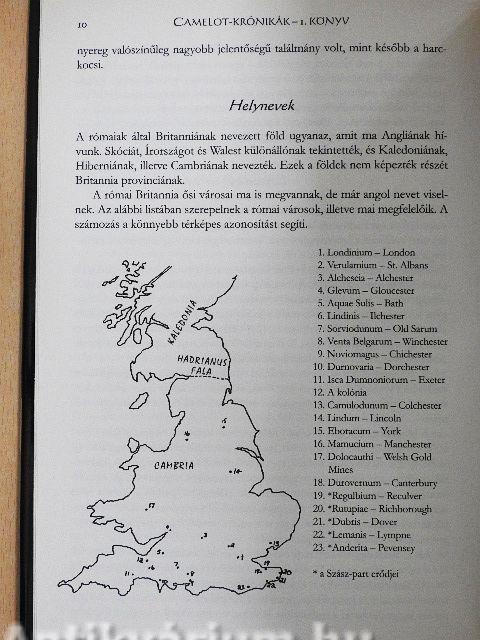 10
CAMELOT-KRÓNIKÁK – 1. KÖNYV
nyereg valószínűleg nagyobb jelentőségű találmány volt, mint később a harc-
kocsi.
Helynevek
A rómaiak által Britanniának nevezett föld ugyanaz, amit ma Angliának hí-
vunk. Skóciát, Írországot és Walest különállónak tekintették, és Kaledoniának,
Hiberniának, illetve Cambriának nevezték. Ezek a földek nem képezték részét
Britannia provinciának.
A római Britannia ősi városai ma is megvannak, de már angol nevet visel-
nek. Az alábbi listában szerepelnek a római városok, illetve mai megfelelőik. A
számozás a könnyebb térképes azonosítást segíti.
KALEDONIA
HADRIANUS
FALA
CAMBRIA
1. Londinium – London
2. Verulamium – St. Albans
3. Alchesia – Alchester
4. Glevum – Gloucester
5. Aquae Sulis – Bath
6. Lindinis – Ilchester
7. Sorviodunum – Old Sarum
8. Venta Belgarum – Winchester
9. Noviomagus – Chichester
10. Durnovaria – Dorchester
11. Isca Dumnoniorum – Exeter
12. A kolónia
13. Camulodunum – Colchester
14. Lindum – Lincoln
15. Eboracum – York
16. Mamucium – Manchester
17. Dolocauthi – Welsh Gold
Mines
18. Durovernum – Canterbury
19. *Regulbium – Reculver
20. *Rutupiae – Richborough
21. *Dubris – Dover
22. *Lemanis – Lympne
23. *Anderita – Pevensey
* a Szász-part erődjei
Antikvárium.hu